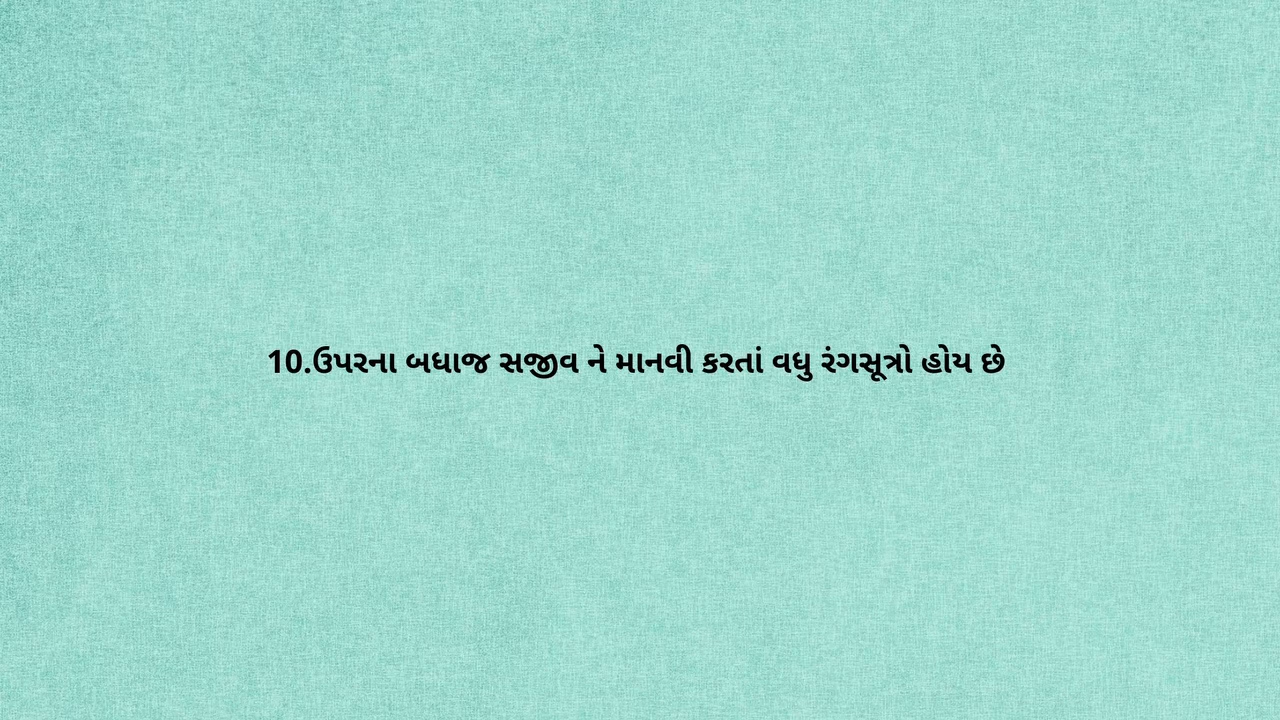 10.ઉપરના બધાજ સજીવ ને માનવી કરતાં વધુ રંગસૂત્રો હોય છે